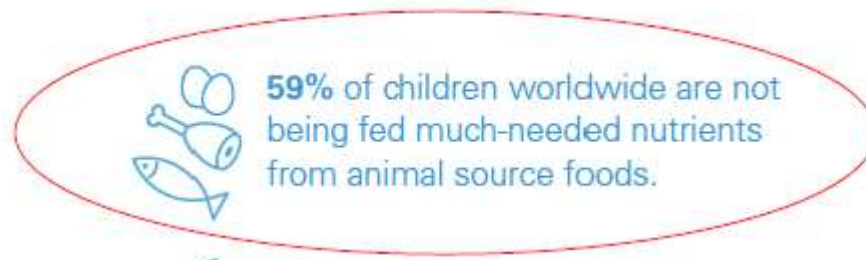 59% of children worldwide are not
being fed much-needed nutrients
from animal source foods.